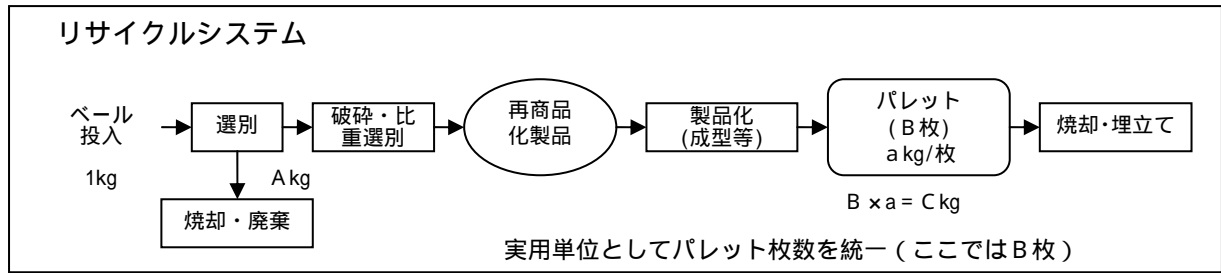 リサイクルシステム
ベール
投入
1kg
選別
Akg
焼却・廃棄
破砕・比
重選別
再商品
化製品
製品化
(成型等)
パレット
(B枚)
akg/枚
B×a=Ckg
焼却・埋立て
実用単位としてパレット枚数を統一(ここではB枚)